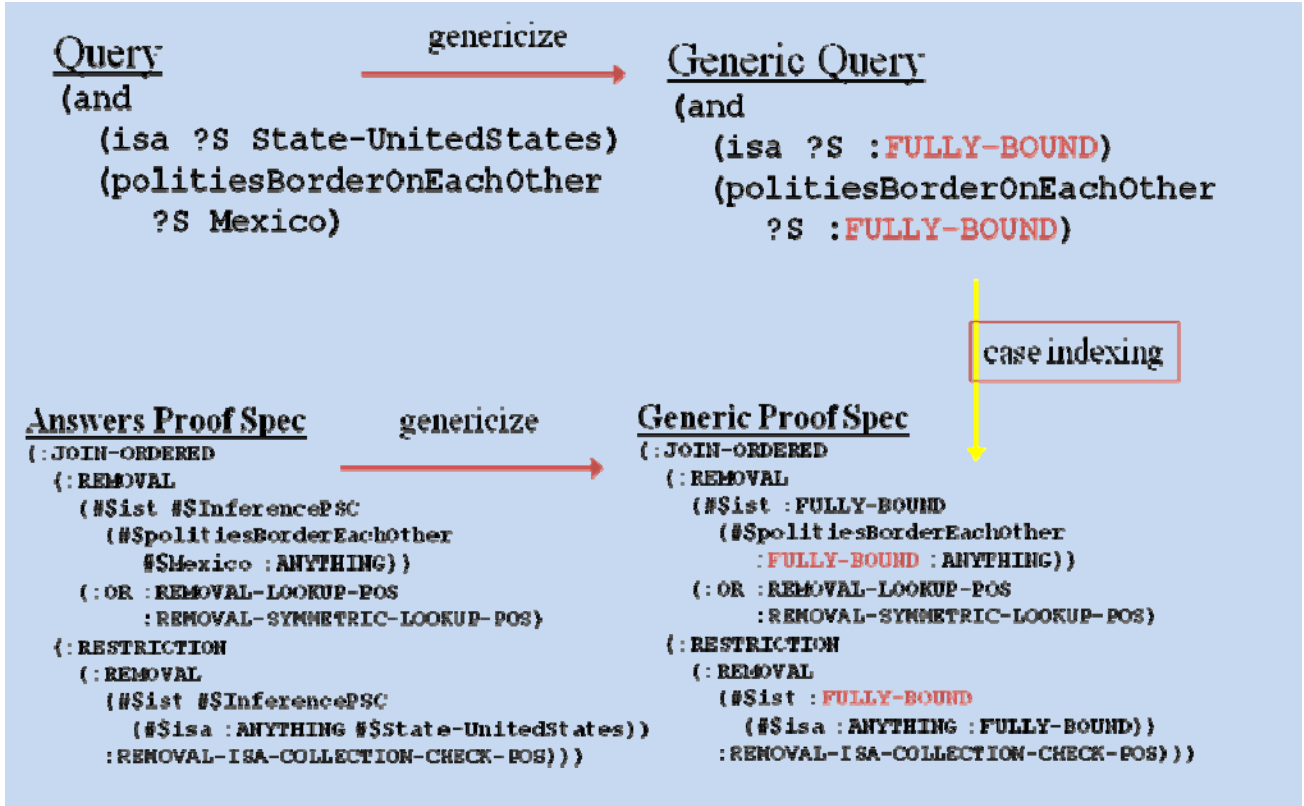 Query
genericize
Generic Query
(and
(isa ?S State-UnitedStates)
(politiesBorderOnEachOther
?S Mexico)
(and
(isa ?S :FULLY-BOUND)
(politiesBorderOnEachOther
?S :FULLY-BOUND)
case indexing
Answers Proof Spec
genericize
Generic Proof Spec
(:JOIN-ORDERED
(:REMOVAL
(#$ist #$InferencePSC
(#$politiesBorderEachOther
#$Mexico :ANYTHING))
(:OR :REMOVAL-LOOKUP-POS
:REMOVAL-SYMMETRIC-LOOKUP-POS)
(:RESTRICTION
(:REMOVAL
(#$ist #$InferencePSC
(#$isa :ANYTHING #$State-UnitedStates))
:REMOVAL-ISA-COLLECTION-CHECK-POS)))
(:JOIN-ORDERED
(:REMOVAL
(#$ist :FULLY-BOUND
(#$politiesBorderEachOther
:FULLY-BOUND :ANYTHING))
(:OR :REMOVAL-LOOKUP-POS
:REMOVAL-SYMMETRIC-LOOKUP-POS)
(:RESTRICTION
(:REMOVAL
(#$ist :FULLY-BOUND
(#$isa :ANYTHING :FULLY-BOUND))
:REMOVAL-ISA-COLLECTION-CHECK-POS)))